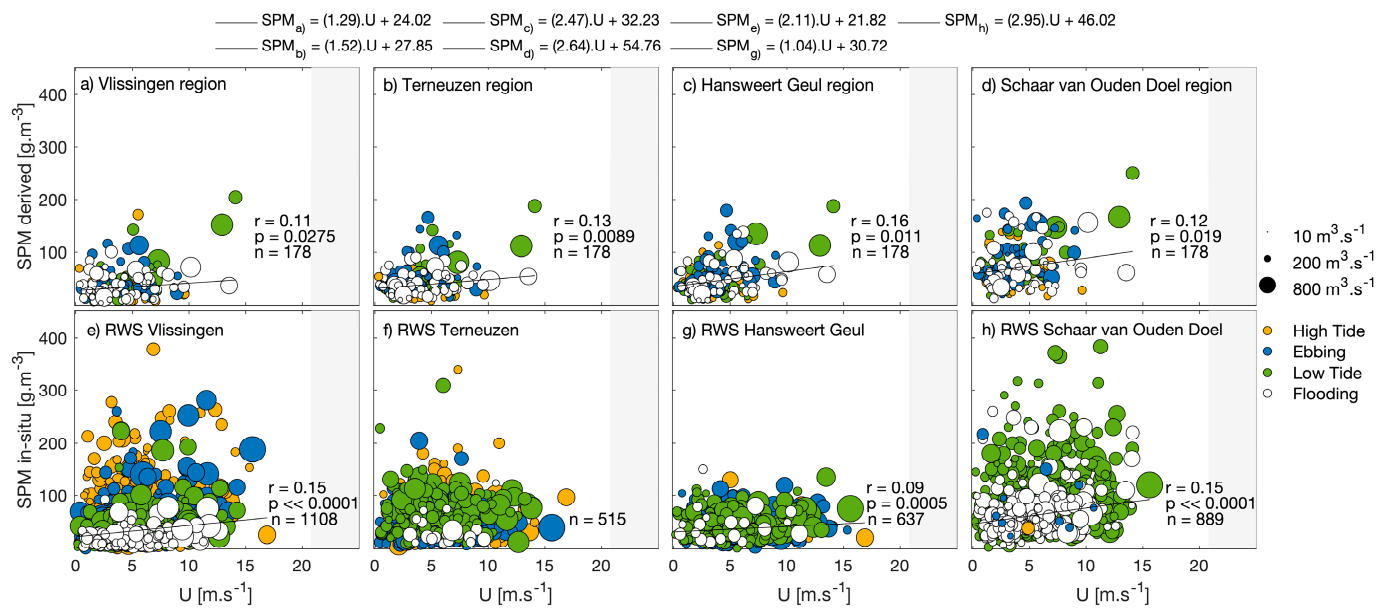 SPMa) = (1.29).U + 24.02
SPMc) = (2.47).U + 32.23
SPMe) = (2.11).U + 21.82
SPMh) = (2.95).U + 46.02
SPMb) = (1.52).U + 27.85
SPMd) = (2.64).U + 54.76
SPMg) = (1.04).U + 30.72
SPM derived [g.m-3]
400
300
200
100
0
a) Vlissingen region
r = 0.11
p = 0.0275
n = 178
b) Terneuzen region
r = 0.13
p = 0.0089
n = 178
c) Hansweert Geul region
r = 0.16
p = 0.011
n = 178
d) Schaar van Ouden Doel region
r = 0.12
p = 0.019
n = 178
10 m3.s-1
200 m3.s-1
800 m3.s-1
High Tide
Ebbing
Low Tide
Flooding
SPM in-situ [g.m-3]
400
300
200
100
0
e) RWS Vlissingen
r = 0.15
p << 0.0001
n = 1108
f) RWS Terneuzen
n = 515
g) RWS Hansweert Geul
r = 0.09
p = 0.0005
n = 637
h) RWS Schaar van Ouden Doel
r = 0.15
p << 0.0001
n = 889
0 5 10 15 20
0 5 10 15 20
0 5 10 15 20
0 5 10 15 20
U [m.s-1]
U [m.s-1]
U [m.s-1]
U [m.s-1]